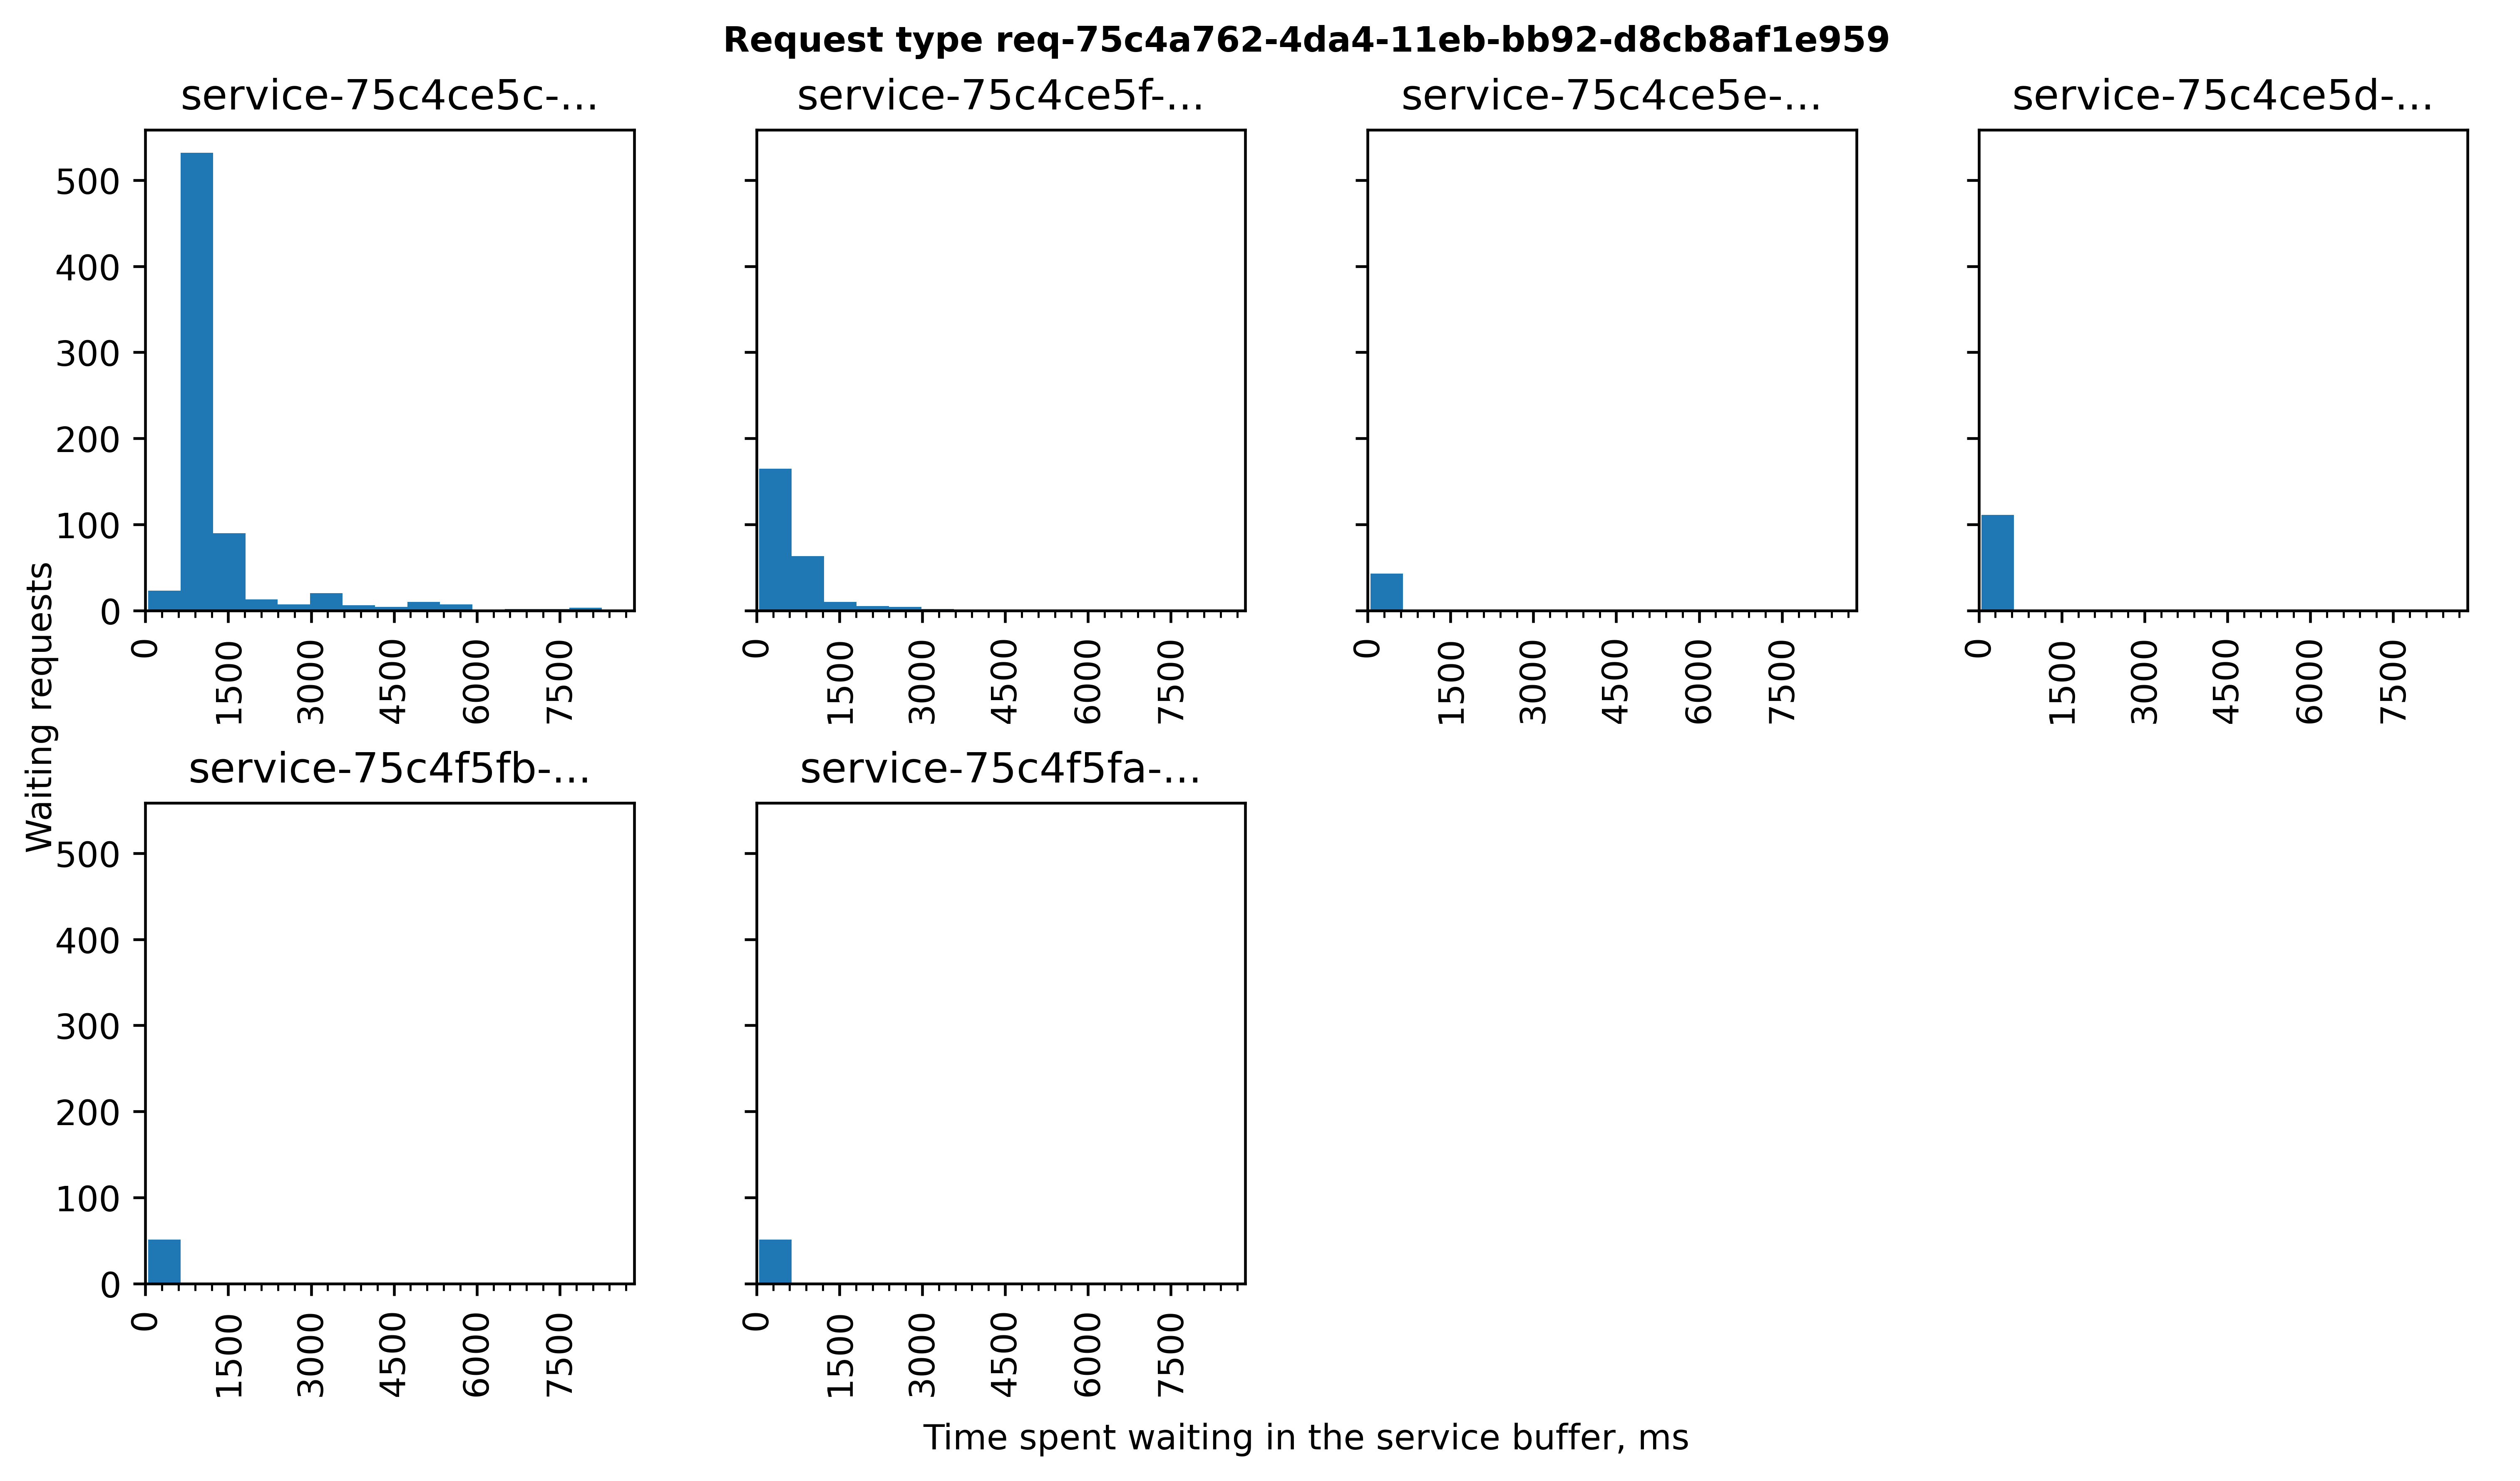 Request type req-75c4a762-4da4-11eb-bb92-d8cb8af1e959
service-75c4ce5c-...
service-75c4ce5f-...
service-75c4ce5e-...
service-75c4ce5d-...
500
400
300
200
100
0
0 1500 3000 4500 6000 7500
0 1500 3000 4500 6000 7500
0 1500 3000 4500 6000 7500
0 1500 3000 4500 6000 7500
Waiting requests
service-75c4f5fb-...
service-75c4f5fa-...
500
400
300
200
100
0
0 1500 3000 4500 6000 7500
0 1500 3000 4500 6000 7500
Time spent waiting in the service buffer, ms